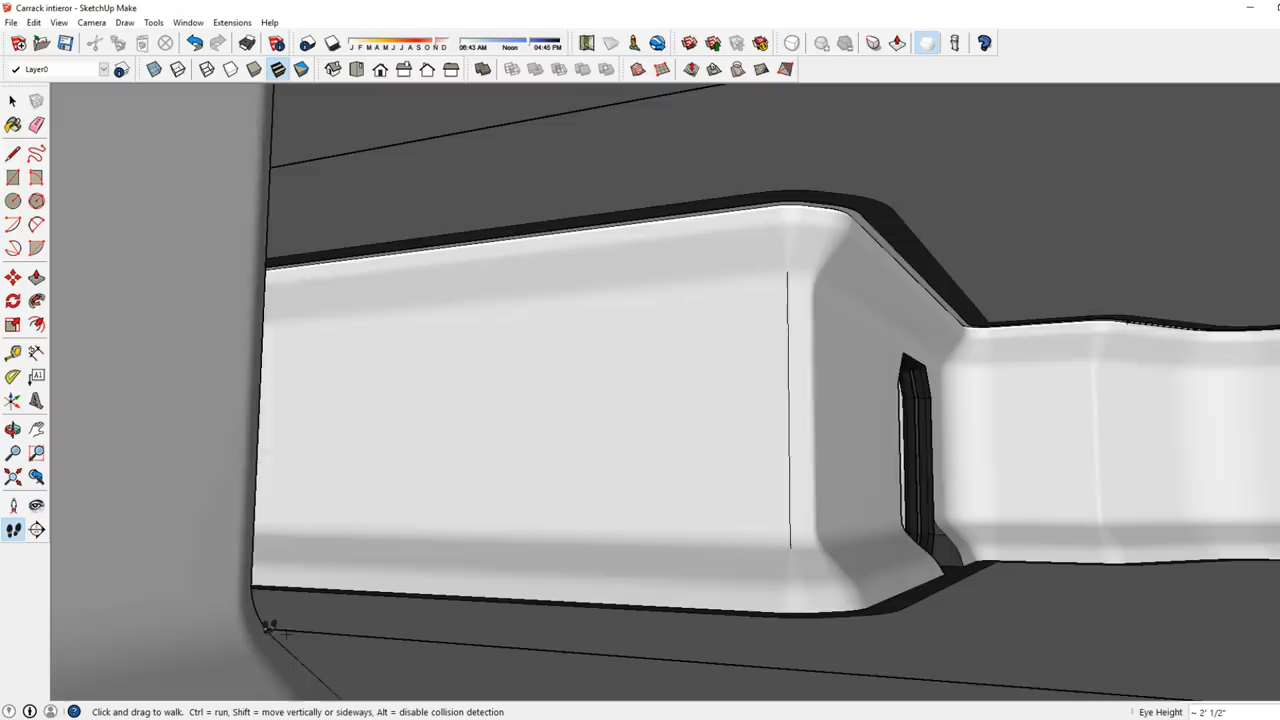 Carrack intieror - SketchUp Make
File Edit View Camera Draw Tools Window Extensions Help
J F M A M J J A S O N D 06:43 AM Noon 04:45 PM
Layer0
A1
Click and drag to walk. Ctrl = run, Shift = move vertically or sideways, Alt = disable collision detection Eye Height ~ 2' 1/2"